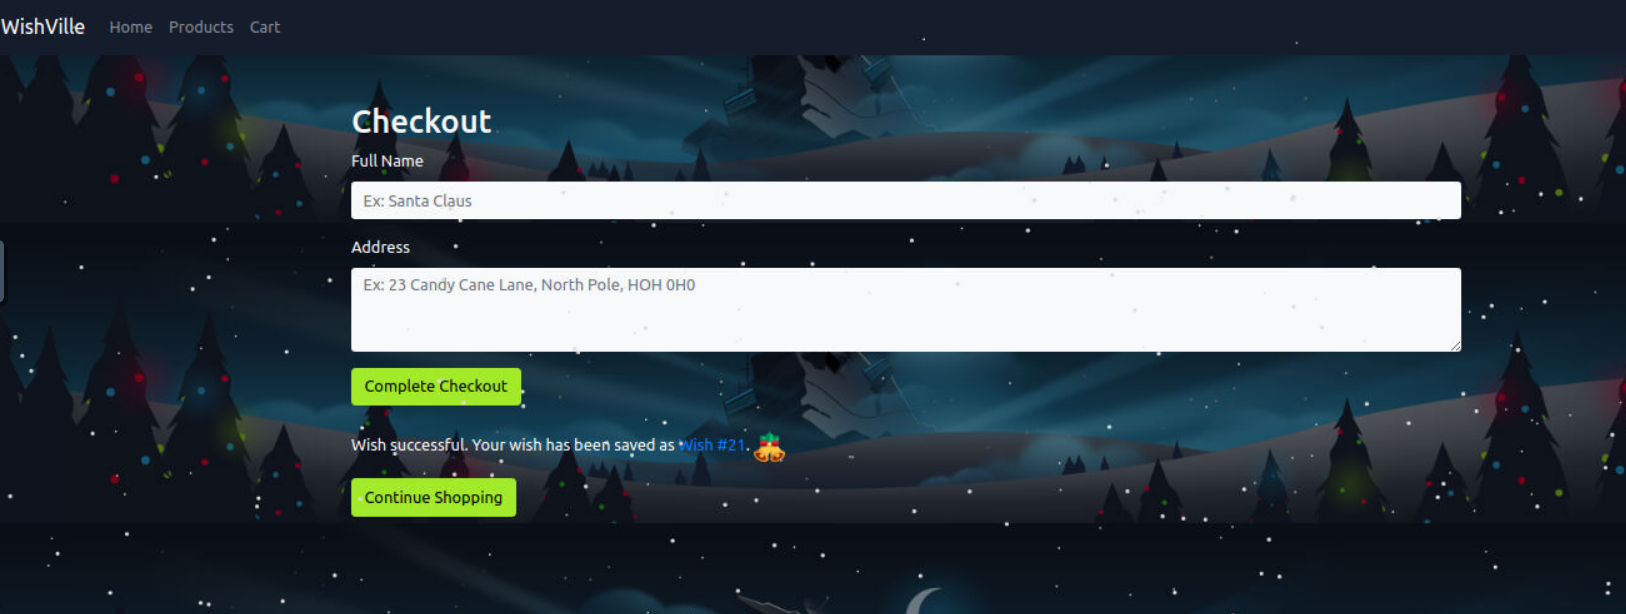 WishVille Home Products Cart
Checkout
Full Name
Ex: Santa Claus
Address
Ex: 23 Candy Cane Lane, North Pole, HOH 0H0
Complete Checkout
Wish successful. Your wish has been saved as Wish #21.
Continue Shopping